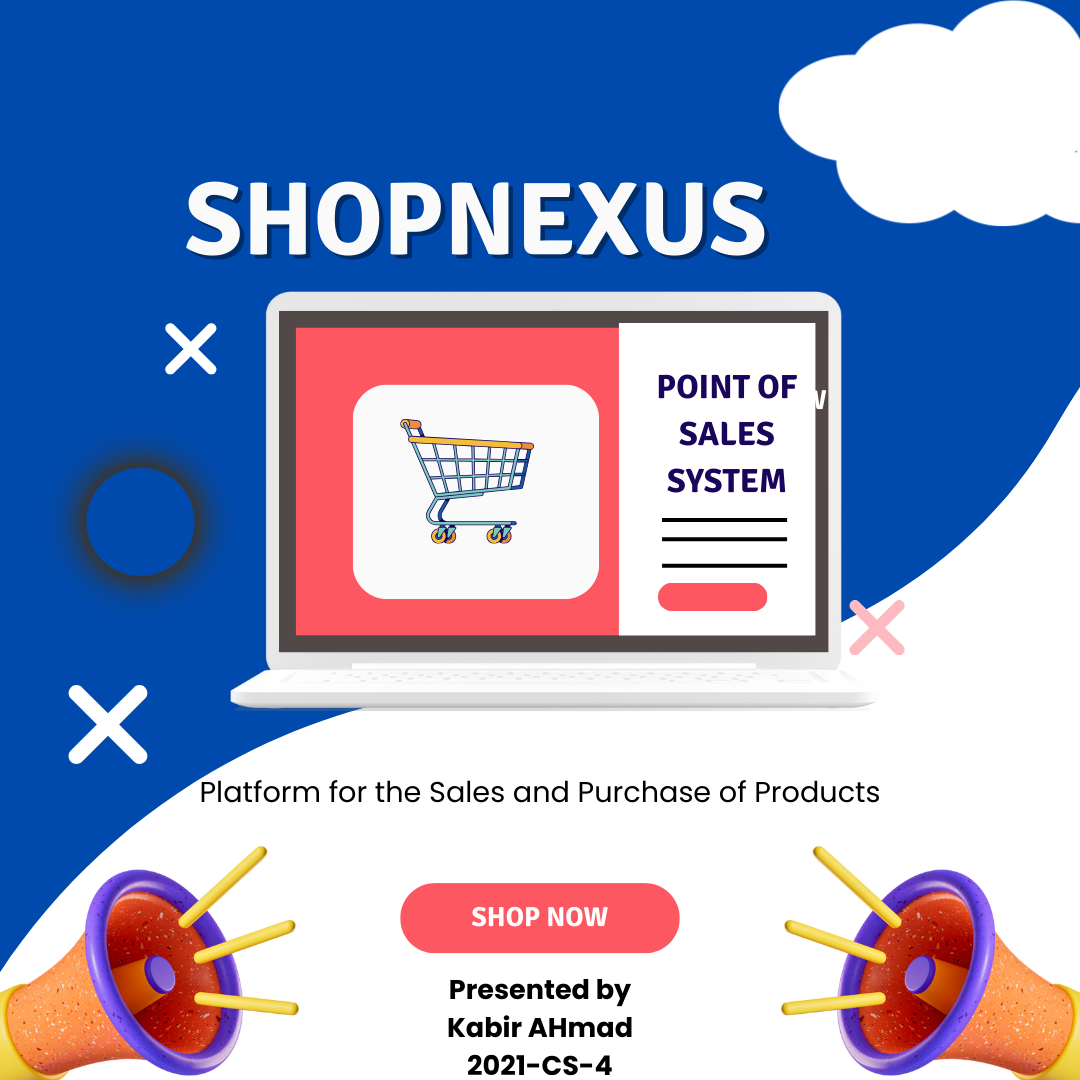 SHOPNEXUS
POINT OF
SALES
SYSTEM
Platform for the Sales and Purchase of Products
SHOP NOW
Presented by
Kabir AHmad
2021-CS-4